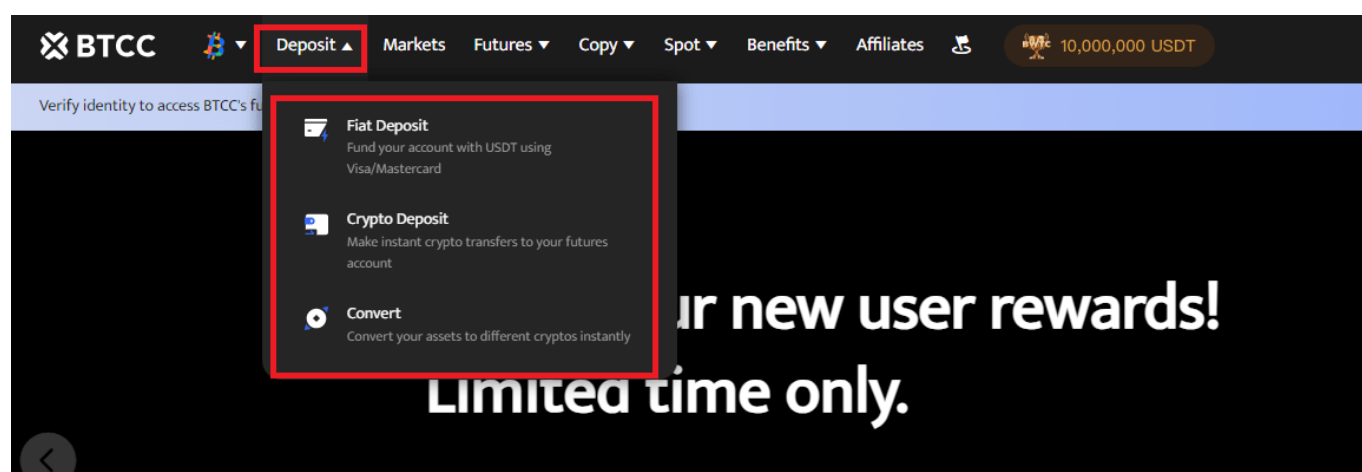 BTCC Deposit Markets Futures Copy Spot Benefits Affiliates 10,000,000 USDT
Verify identity to access BTCC's
Fiat Deposit
Fund your account with USDT using
Visa/Mastercard
Crypto Deposit
Make instant crypto transfers to your futures
account
Convert
Convert your assets to different cryptos instantly
new user rewards!
Limited time only.